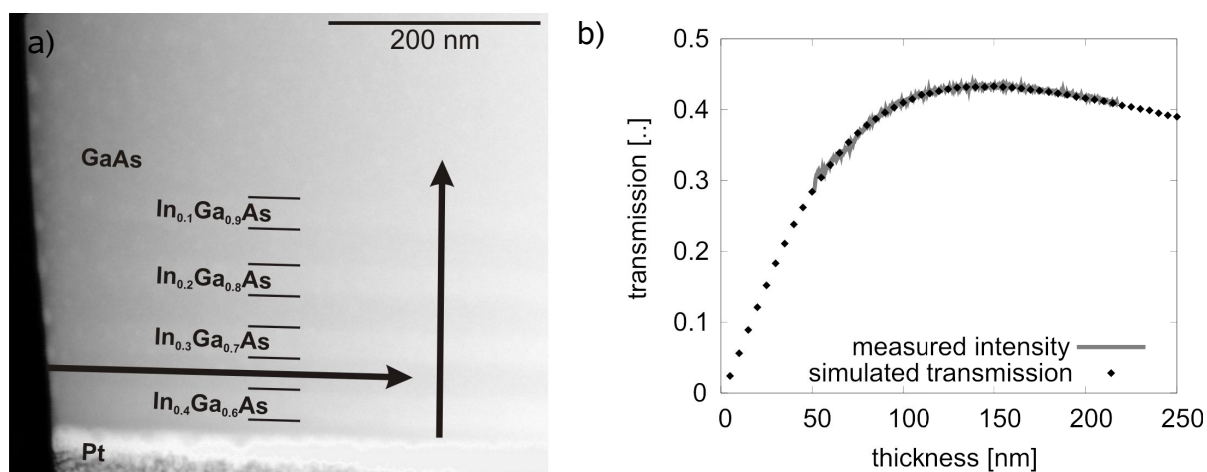 a)
200 nm
GaAs
In0.1Ga0.9As
In0.2Ga0.8As
In0.3Ga0.7As
In0.4Ga0.6As
Pt
b)
0.5
0.4
0.3
0.2
0.1
0
transmission [..]
measured intensity
simulated transmission
0 50 100 150 200 250
thickness [nm]